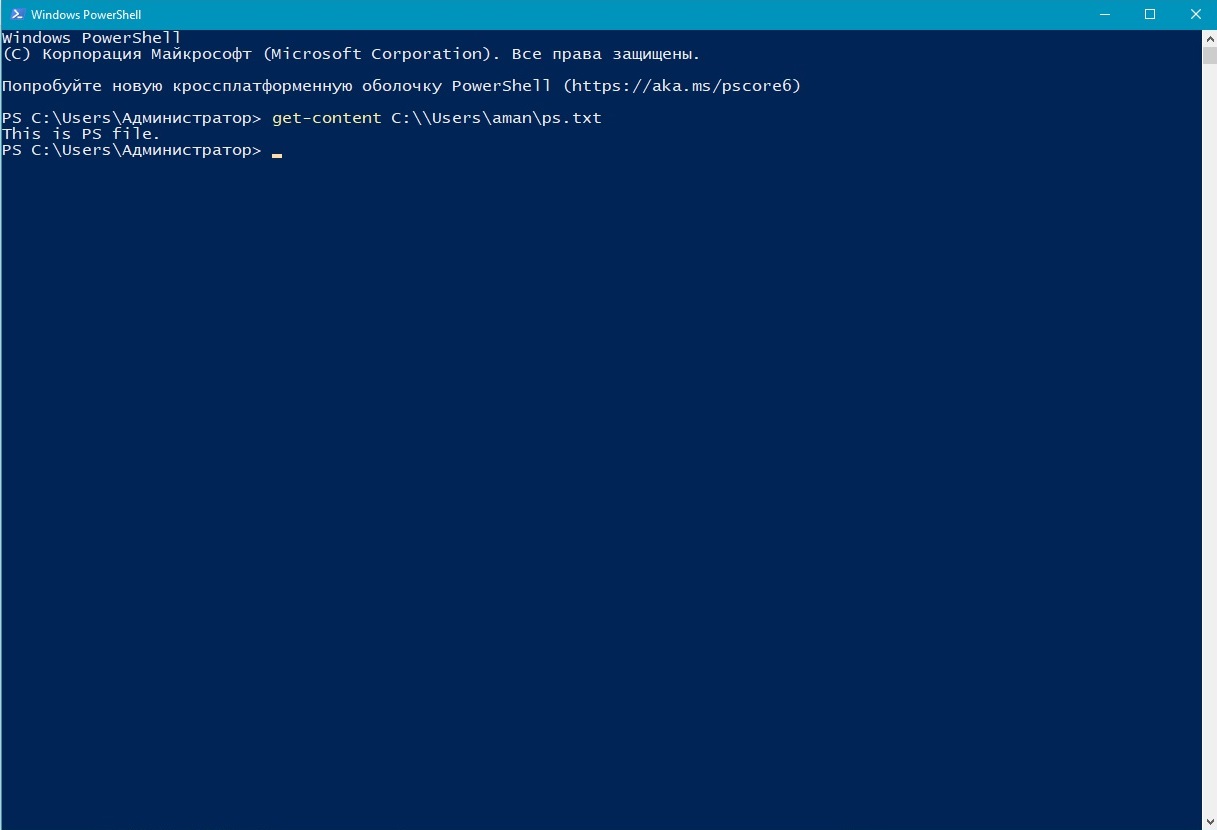 Windows PowerShell
Windows PowerShell
(C) Корпорация Майкрософт (Microsoft Corporation). Все права защищены.
Попробуйте новую кроссплатформенную оболочку PowerShell (https://aka.ms/pscore6)
PS C:\Users\Администратор> get-content C:\\Users\aman\ps.txt
This is PS file.
PS C:\Users\Администратор>